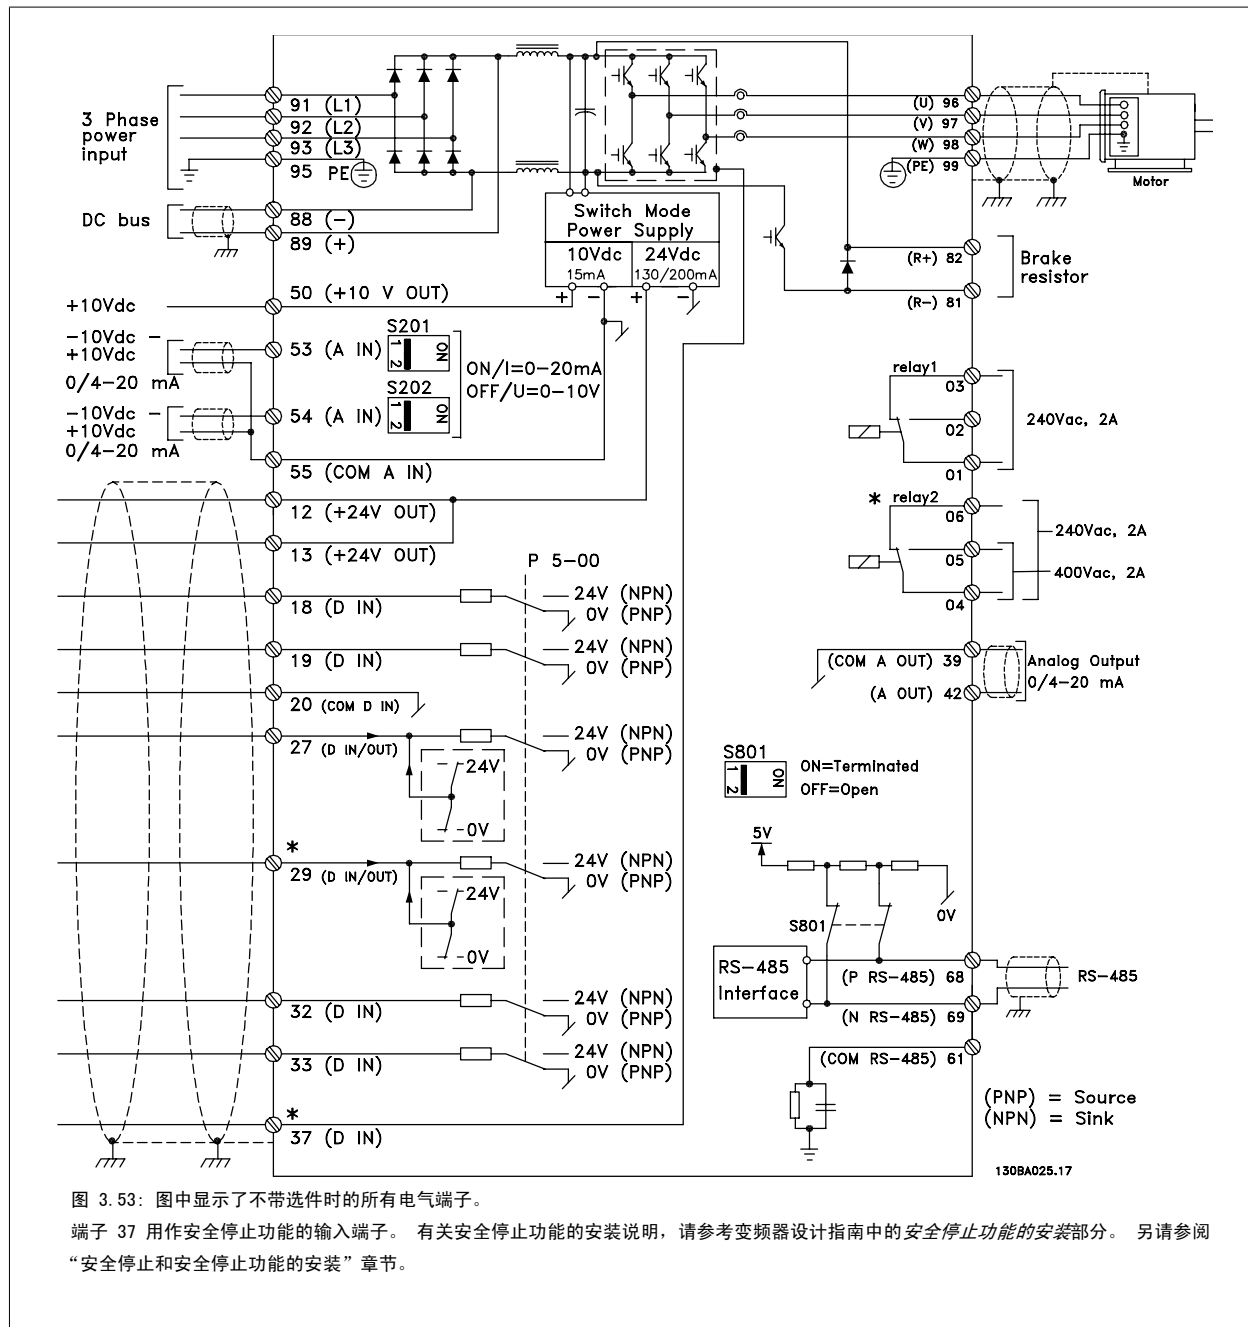 3 Phase
power
input
91 (L1)
92 (L2)
93 (L3)
95 PE
DC bus
88 (-)
89 (+)
Switch Mode
Power Supply
10Vdc
15mA
24Vdc
130/200mA
+ - + -
(U) 96
(V) 97
(W) 98
(PE) 99
Motor
(R+) 82
(R-) 81
Brake
resistor
+10Vdc
50 (+10 V OUT)
-10Vdc -
+10Vdc
0/4-20 mA
53 (A IN)
S201
1 2 ON
-10Vdc -
+10Vdc
0/4-20 mA
54 (A IN)
S202
1 2 ON
ON/I=0-20mA
OFF/U=0-10V
55 (COM A IN)
12 (+24V OUT)
13 (+24V OUT)
P 5-00
18 (D IN)
24V (NPN)
0V (PNP)
19 (D IN)
24V (NPN)
0V (PNP)
20 (COM D IN)
27 (D IN/OUT)
24V (NPN)
0V (PNP)
24V
0V
*
29 (D IN/OUT)
24V (NPN)
0V (PNP)
24V
0V
32 (D IN)
24V (NPN)
0V (PNP)
33 (D IN)
24V (NPN)
0V (PNP)
*
37 (D IN)
relay1
03
02
01
240Vac, 2A
* relay2
06
05
04
240Vac, 2A
400Vac, 2A
(COM A OUT) 39
(A OUT) 42
Analog Output
0/4-20 mA
S801
1 2 ON
ON=Terminated
OFF=Open
5V
0V
S801
RS-485
Interface
(P RS-485) 68
(N RS-485) 69
RS-485
(COM RS-485) 61
(PNP) = Source
(NPN) = Sink
130BA025.17
图 3.53: 图中显示了不带选件时的所有电气端子。
端子 37 用作安全停止功能的输入端子。 有关安全停止功能的安装说明，请参考变频器设计指南中的安全停止功能的安装部分。 另请参阅
“安全停止和安全停止功能的安装”章节。